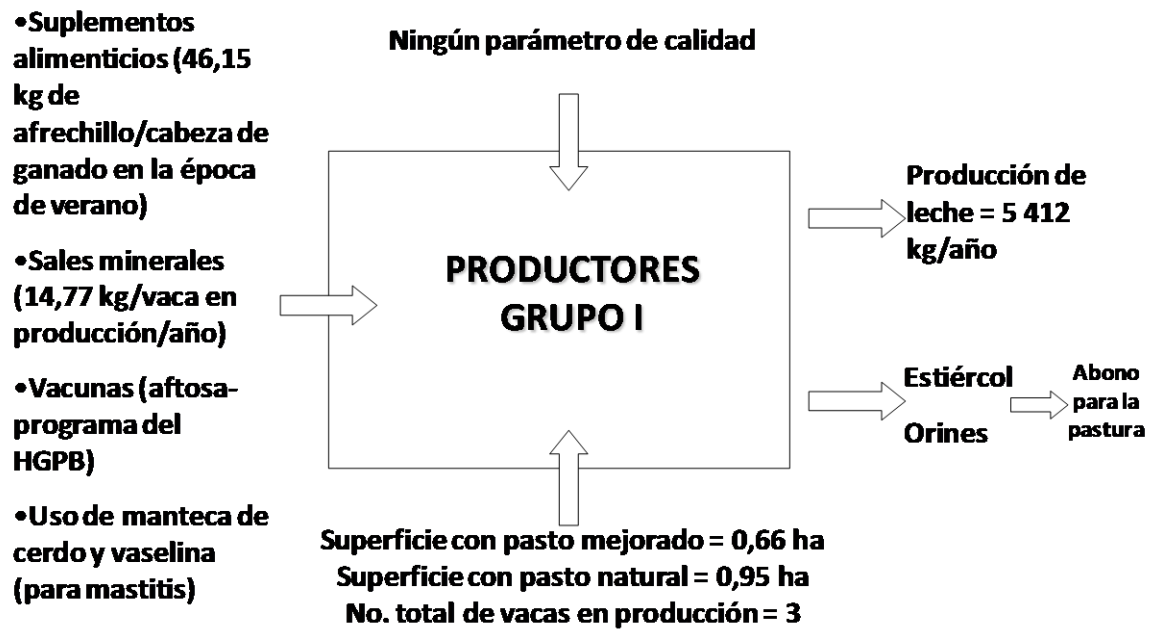 •Suplementos
alimenticios (46,15
kg de
afrechillo/cabeza de
ganado en la época
de verano)
•Sales minerales
(14,77 kg/vaca en
producción/año)
•Vacunas (aftosa-
programa del
HGPB)
•Uso de manteca de
cerdo y vaselina
(para mastitis)
Ningún parámetro de calidad
PRODUCTORES
GRUPO I
Superficie con pasto mejorado = 0,66 ha
Superficie con pasto natural = 0,95 ha
No. total de vacas en producción = 3
Producción de
leche = 5 412
kg/año
Estiércol
Orines
Abono
para la
pastura